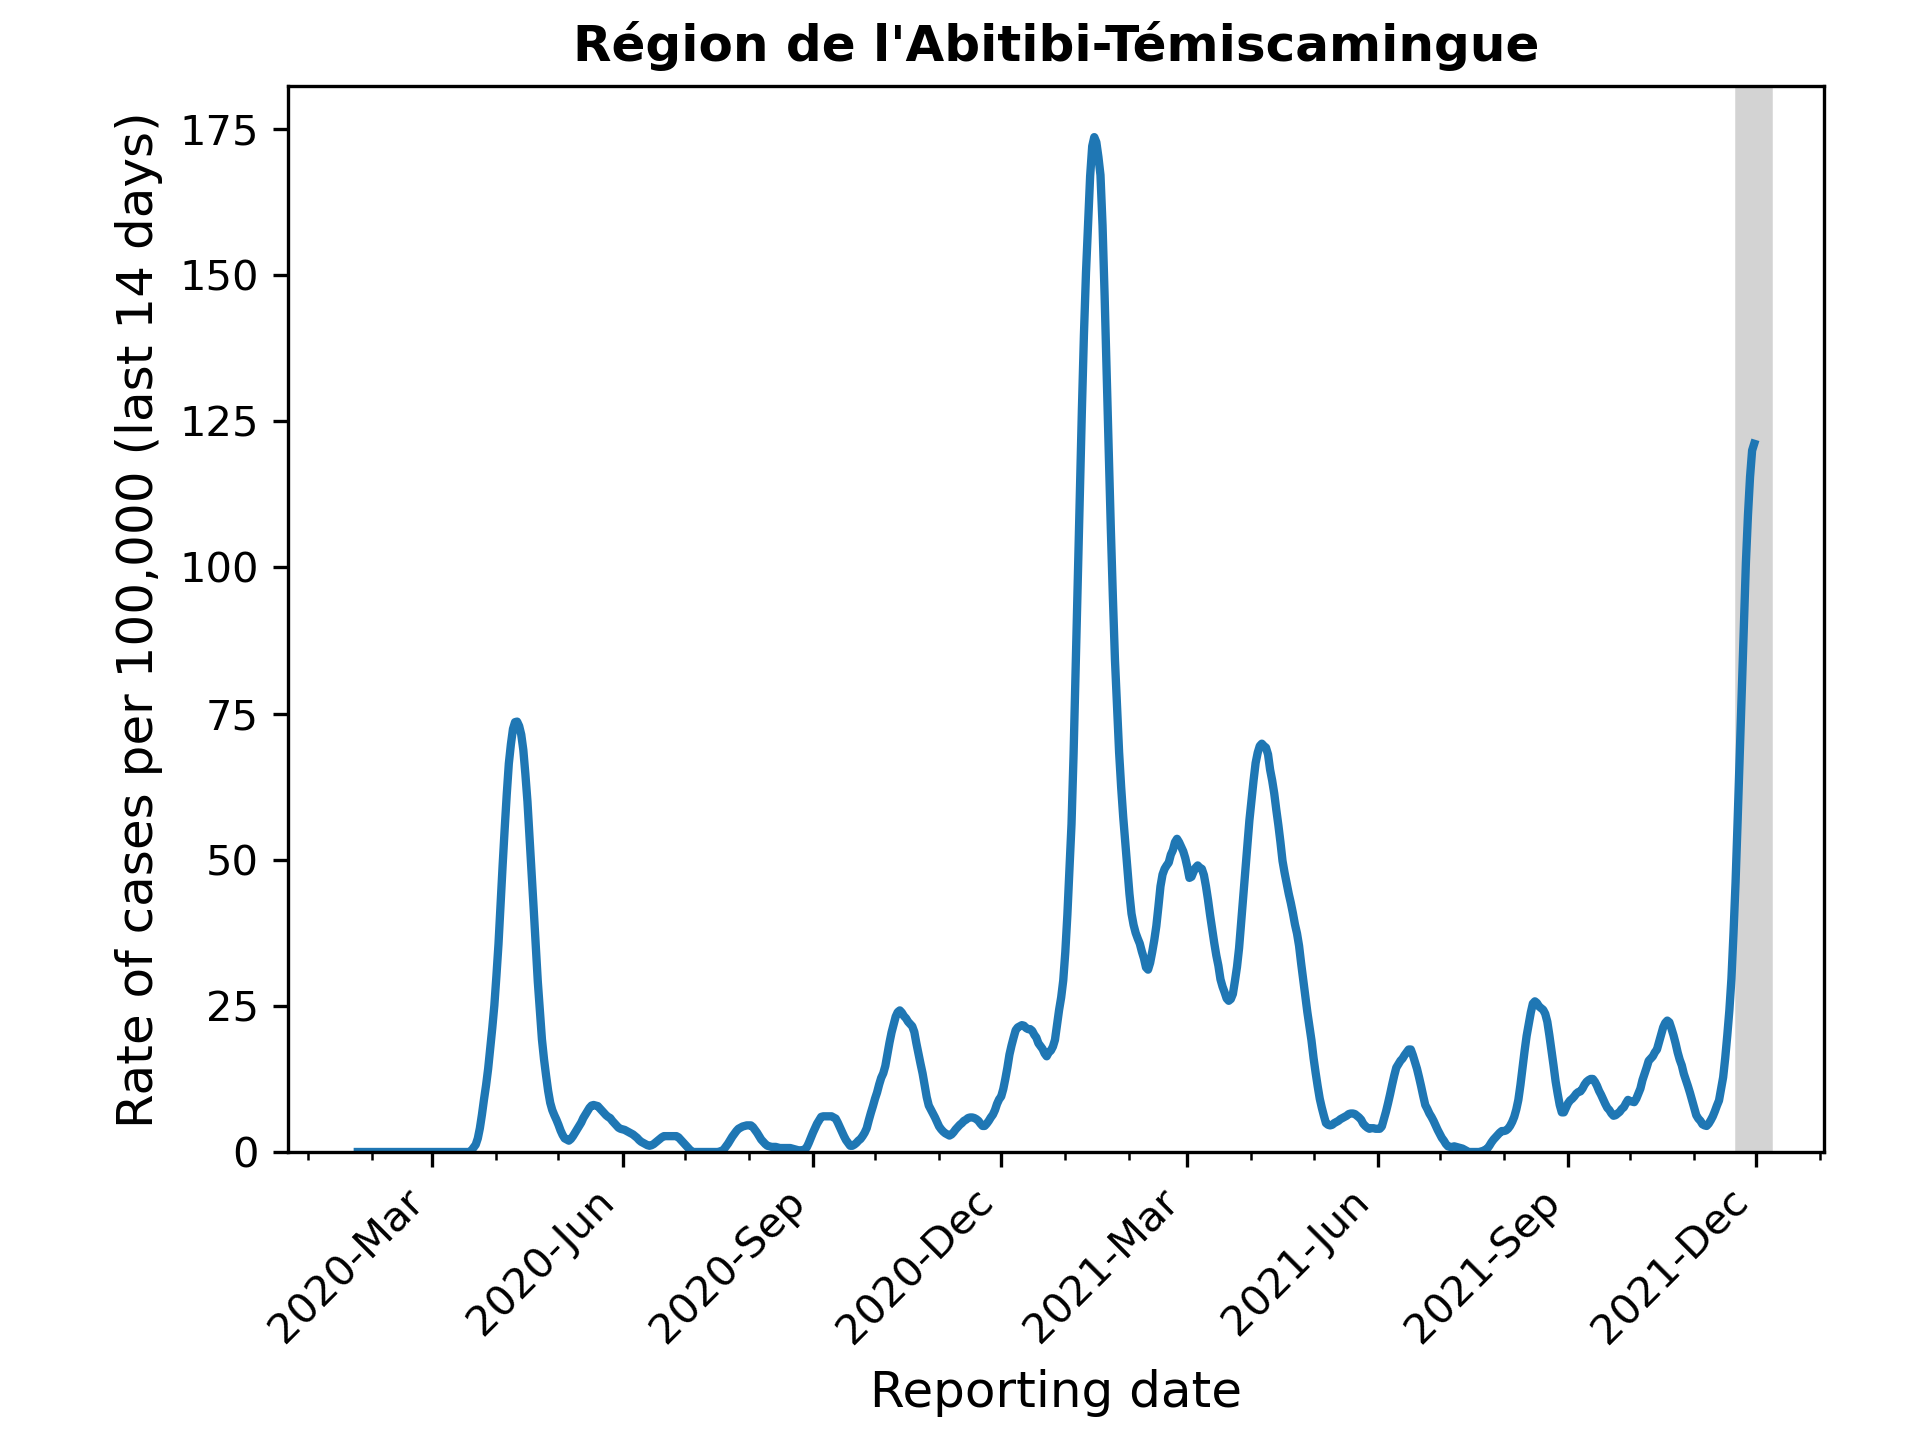 Région de l'Abitibi-Témiscamingue
Rate of cases per 100,000 (last 14 days)
175
150
125
100
75
50
25
0
2020-Mar
2020-Jun
2020-Sep
2020-Dec
2021-Mar
2021-Jun
2021-Sep
2021-Dec
Reporting date